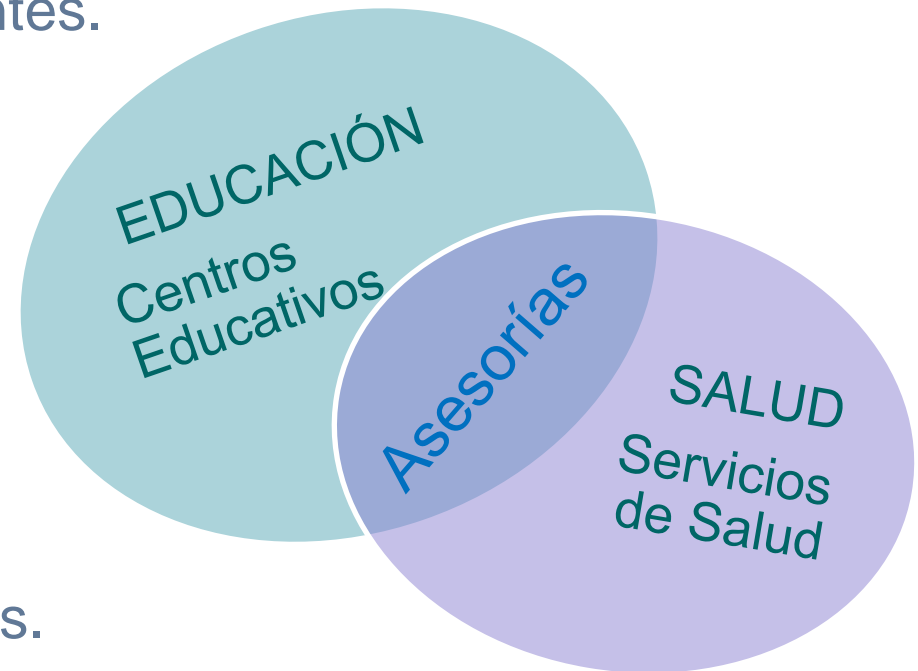 EDUCACIÓN
Centros
Educativos
Asesorías
SALUD
Servicios
de Salud